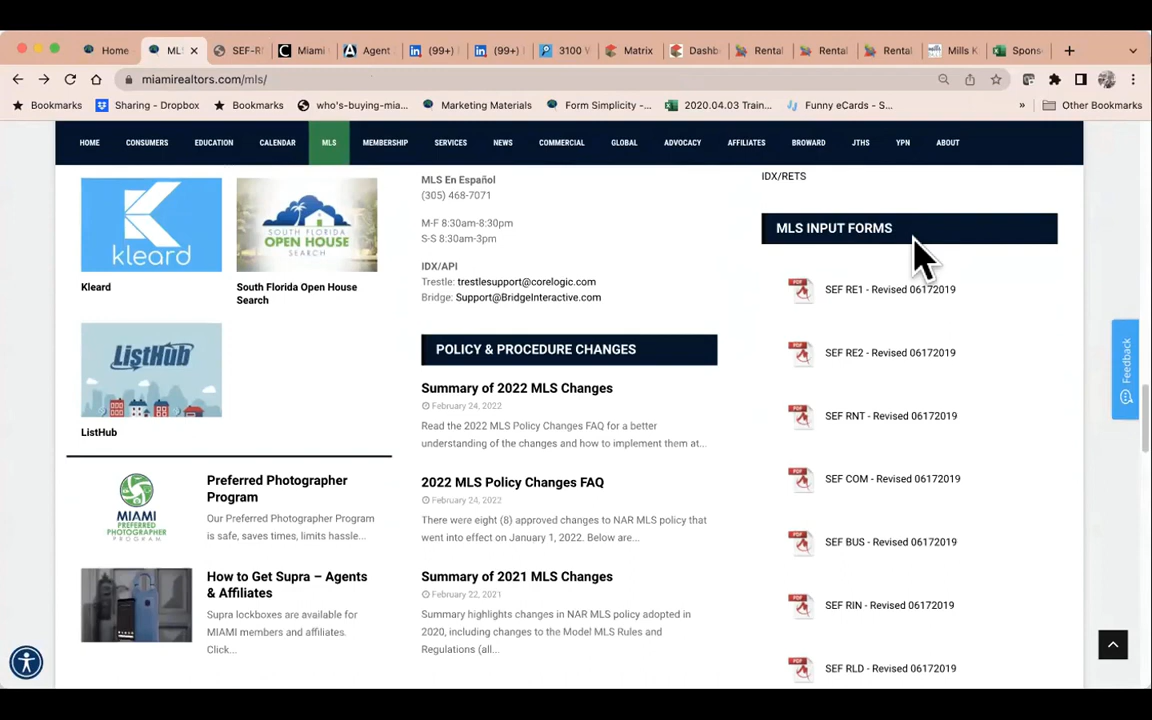 Home
ML
SEF-R
Miami
Agent
(99+)
(99+)
3100
Matrix
Dashb
Rental
Rental
Rental
Mills K
Spons
miamirealtors.com/mls/
Bookmarks
Sharing - Dropbox
Bookmarks
who's-buying-mia...
Marketing Materials
Form Simplicity -...
2020.04.03 Train...
Funny eCards - S...
»
Other Bookmarks
HOME
CONSUMERS
EDUCATION
CALENDAR
MLS
MEMBERSHIP
SERVICES
NEWS
COMMERCIAL
GLOBAL
ADVOCACY
AFFILIATES
BROWARD
JTHS
YPN
ABOUT
kleard
Kleard
SOUTH FLORIDA
OPEN HOUSE
SEARCH
South Florida Open House
Search
ListHub
ListHub
MIAMI
PREFERRED
PHOTOGRAPHER
PROGRAM
Preferred Photographer
Program
Our Preferred Photographer Program
is safe, saves times, limits hassle...
How to Get Supra – Agents
& Affiliates
Supra lockboxes are available for
MIAMI members and affiliates.
Click...
MLS En Español
(305) 468-7071
M-F 8:30am-8:30pm
S-S 8:30am-3pm
IDX/API
Trestle: trestlesupport@corelogic.com
Bridge: Support@BridgeInteractive.com
POLICY & PROCEDURE CHANGES
Summary of 2022 MLS Changes
February 24, 2022
Read the 2022 MLS Policy Changes FAQ for a better
understanding of the changes and how to implement them at...
2022 MLS Policy Changes FAQ
February 24, 2022
There were eight (8) approved changes to NAR MLS policy that
went into effect on January 1, 2022. Below are...
Summary of 2021 MLS Changes
February 22, 2021
Summary highlights changes in NAR MLS policy adopted in
2020, including changes to the Model MLS Rules and
Regulations (all...
IDX/RETS
MLS INPUT FORMS
PDF
SEF RE1 - Revised 06172019
PDF
SEF RE2 - Revised 06172019
PDF
SEF RNT - Revised 06172019
PDF
SEF COM - Revised 06172019
PDF
SEF BUS - Revised 06172019
PDF
SEF RIN - Revised 06172019
PDF
SEF RLD - Revised 06172019
Feedback